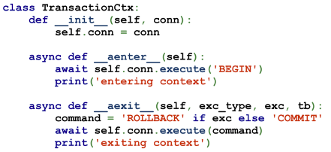 class TransactionCtx:
    def __init__(self, conn):
        self.conn = conn

    async def __aenter__(self):
        await self.conn.execute('BEGIN')
        print('entering context')

    async def __aexit__(self, exc_type, exc, tb):
        command = 'ROLLBACK' if exc else 'COMMIT'
        await self.conn.execute(command)
        print('exiting context')